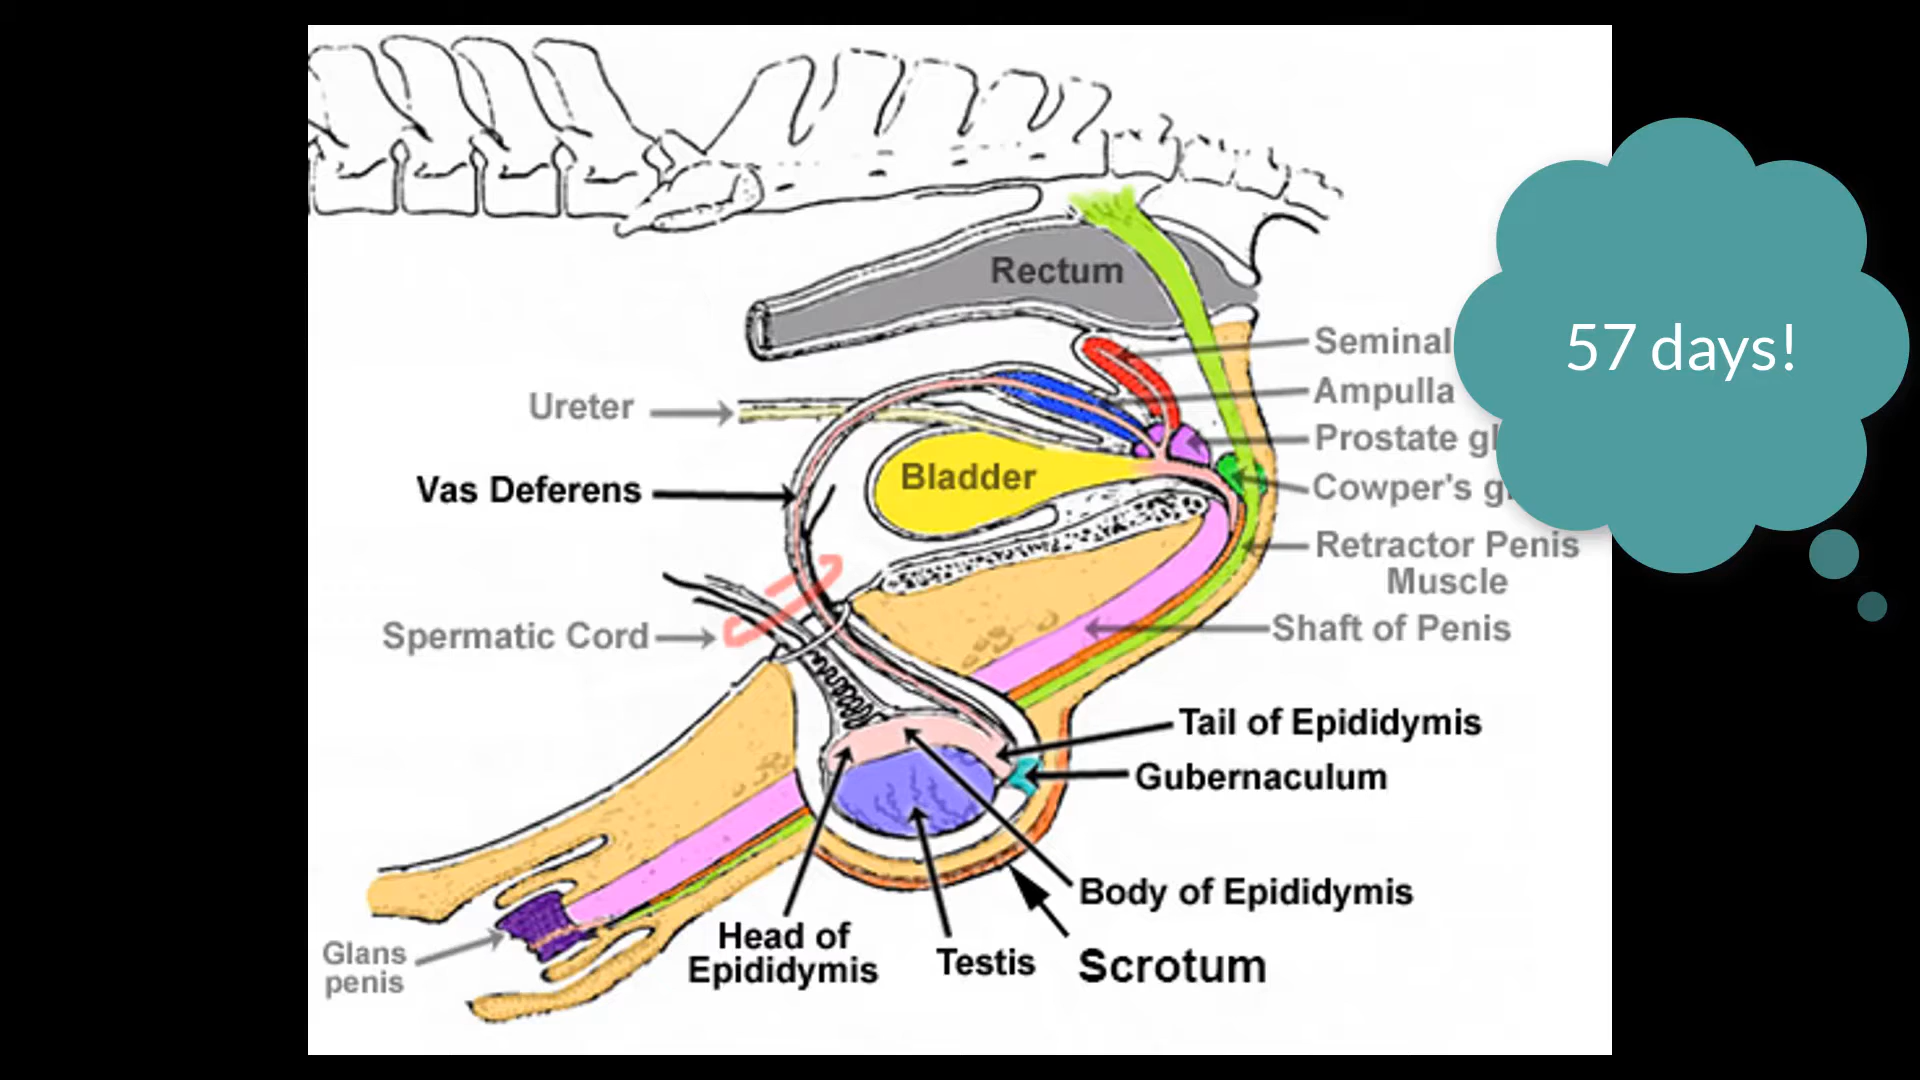 Rectum
Seminal
Ampulla
Ureter
Prostate
Bladder
Cowper's
Vas Deferens
57 days!
Retractor Penis
Muscle
Spermatic Cord
Shaft of Penis
Tail of Epididymis
Gubernaculum
Body of Epididymis
Head of
Epididymis
Testis
Scrotum
Glans
penis